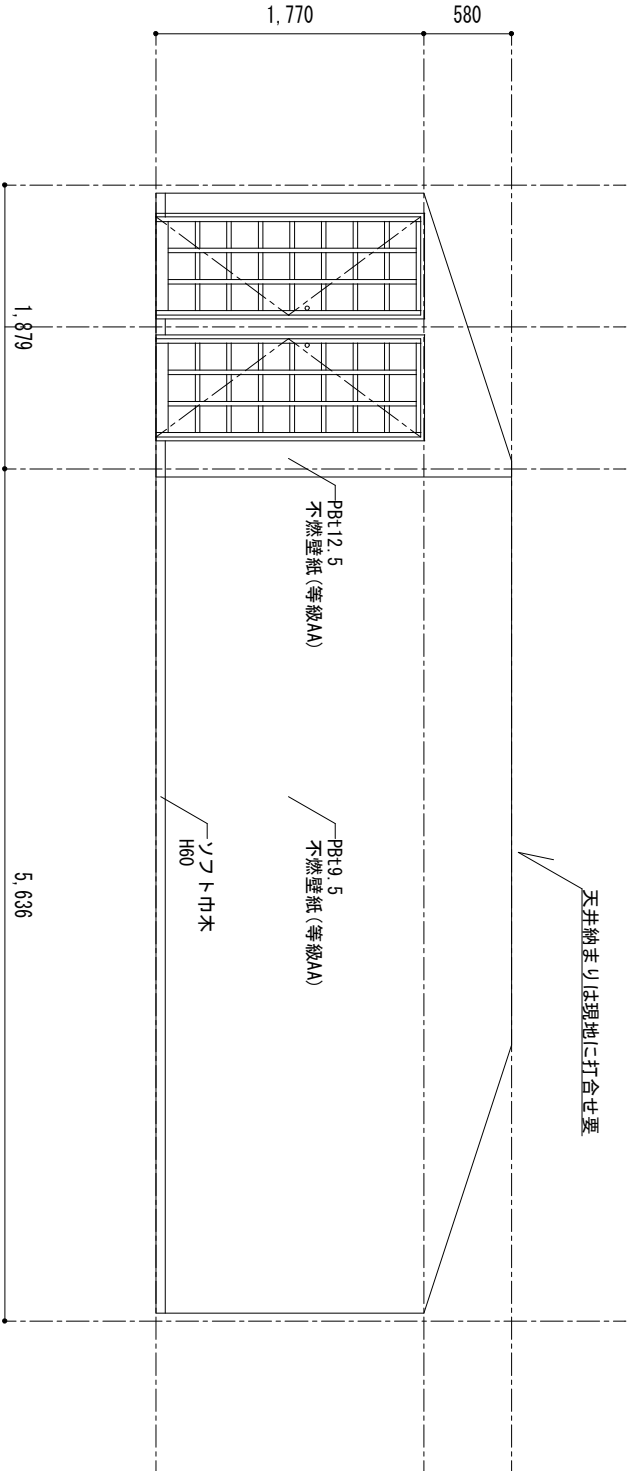 1,770
580
1,879
5,636
PBt12.5
不燃壁紙(等級AA)
PBt9.5
不燃壁紙(等級AA)
ソフト巾木
H60
天井納まりは現地に打合せ要